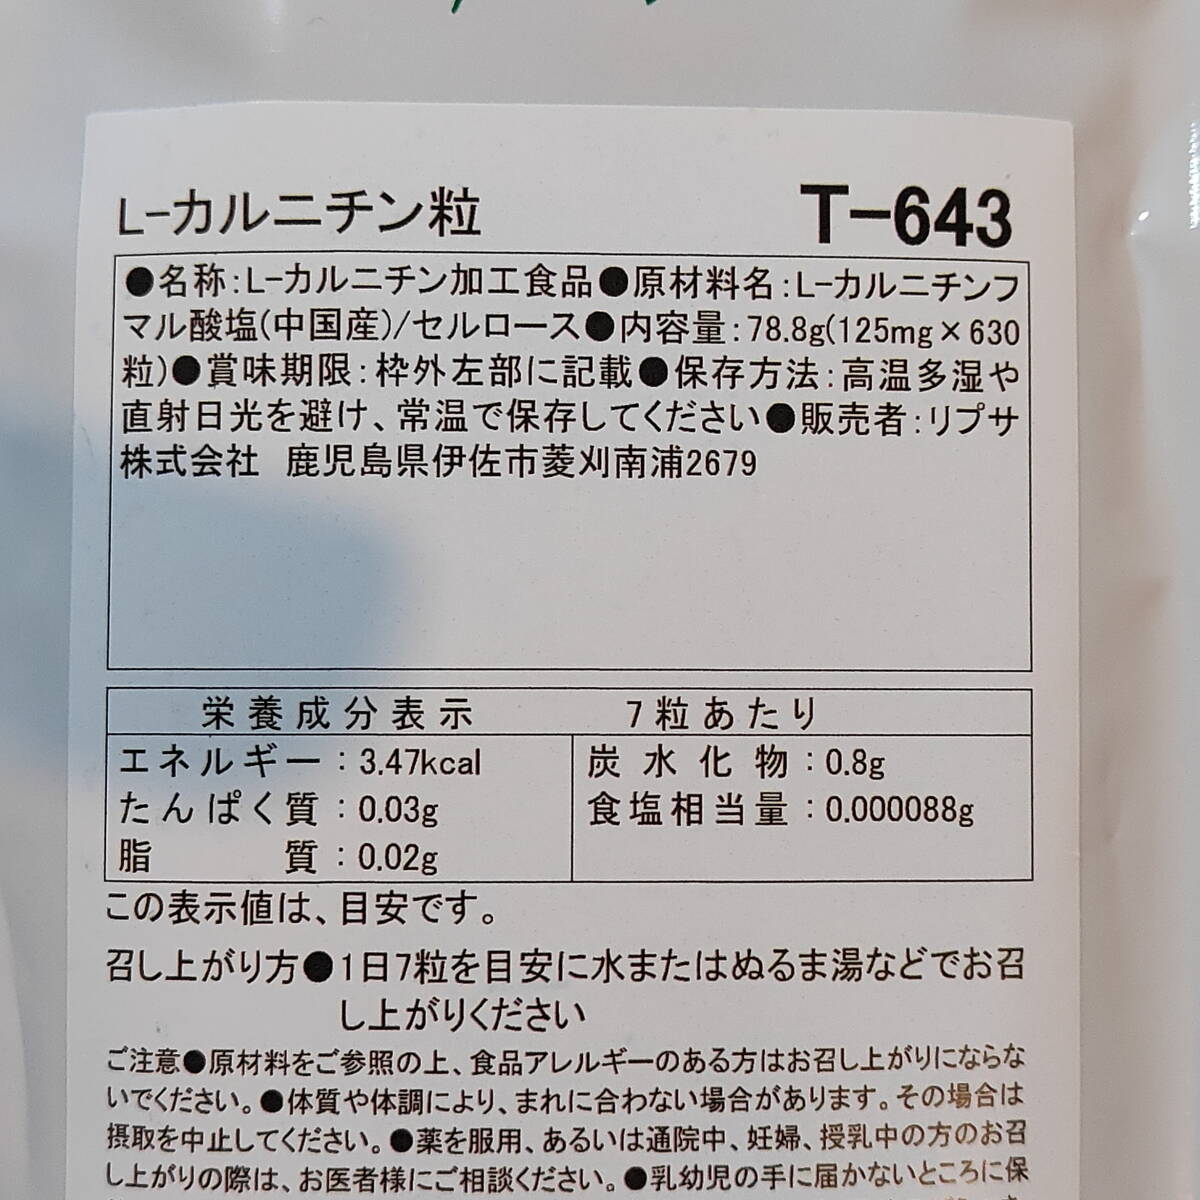 L-カルニチン粒 T-643
●名称:L-カルニチン加工食品●原材料名:L-カルニチンフ
マル酸塩(中国産)/セルロース●内容量:78.8g(125mg×630
粒)●賞味期限:枠外左部に記載●保存方法:高温多湿や
直射日光を避け、常温で保存してください●販売者:リプサ
株式会社 鹿児島県伊佐市菱刈南浦2679
栄養成分表示 7粒あたり
エネルギー:3.47kcal 炭水化物:0.8g
たんぱく質:0.03g 食塩相当量:0.000088g
脂質:0.02g
この表示値は、目安です。
召し上がり方●1日7粒を目安に水またはぬるま湯などでお召
し上がりください
ご注意●原材料をご参照の上、食品アレルギーのある方はお召し上がりにならな
いでください。●体質や体調により、まれに合わない場合があります。その場合は
摂取を中止してください。●薬を服用、あるいは通院中、妊婦、授乳中の方のお召
し上がりの際は、お医者様にご相談ください。●乳幼児の手に届かないところに保